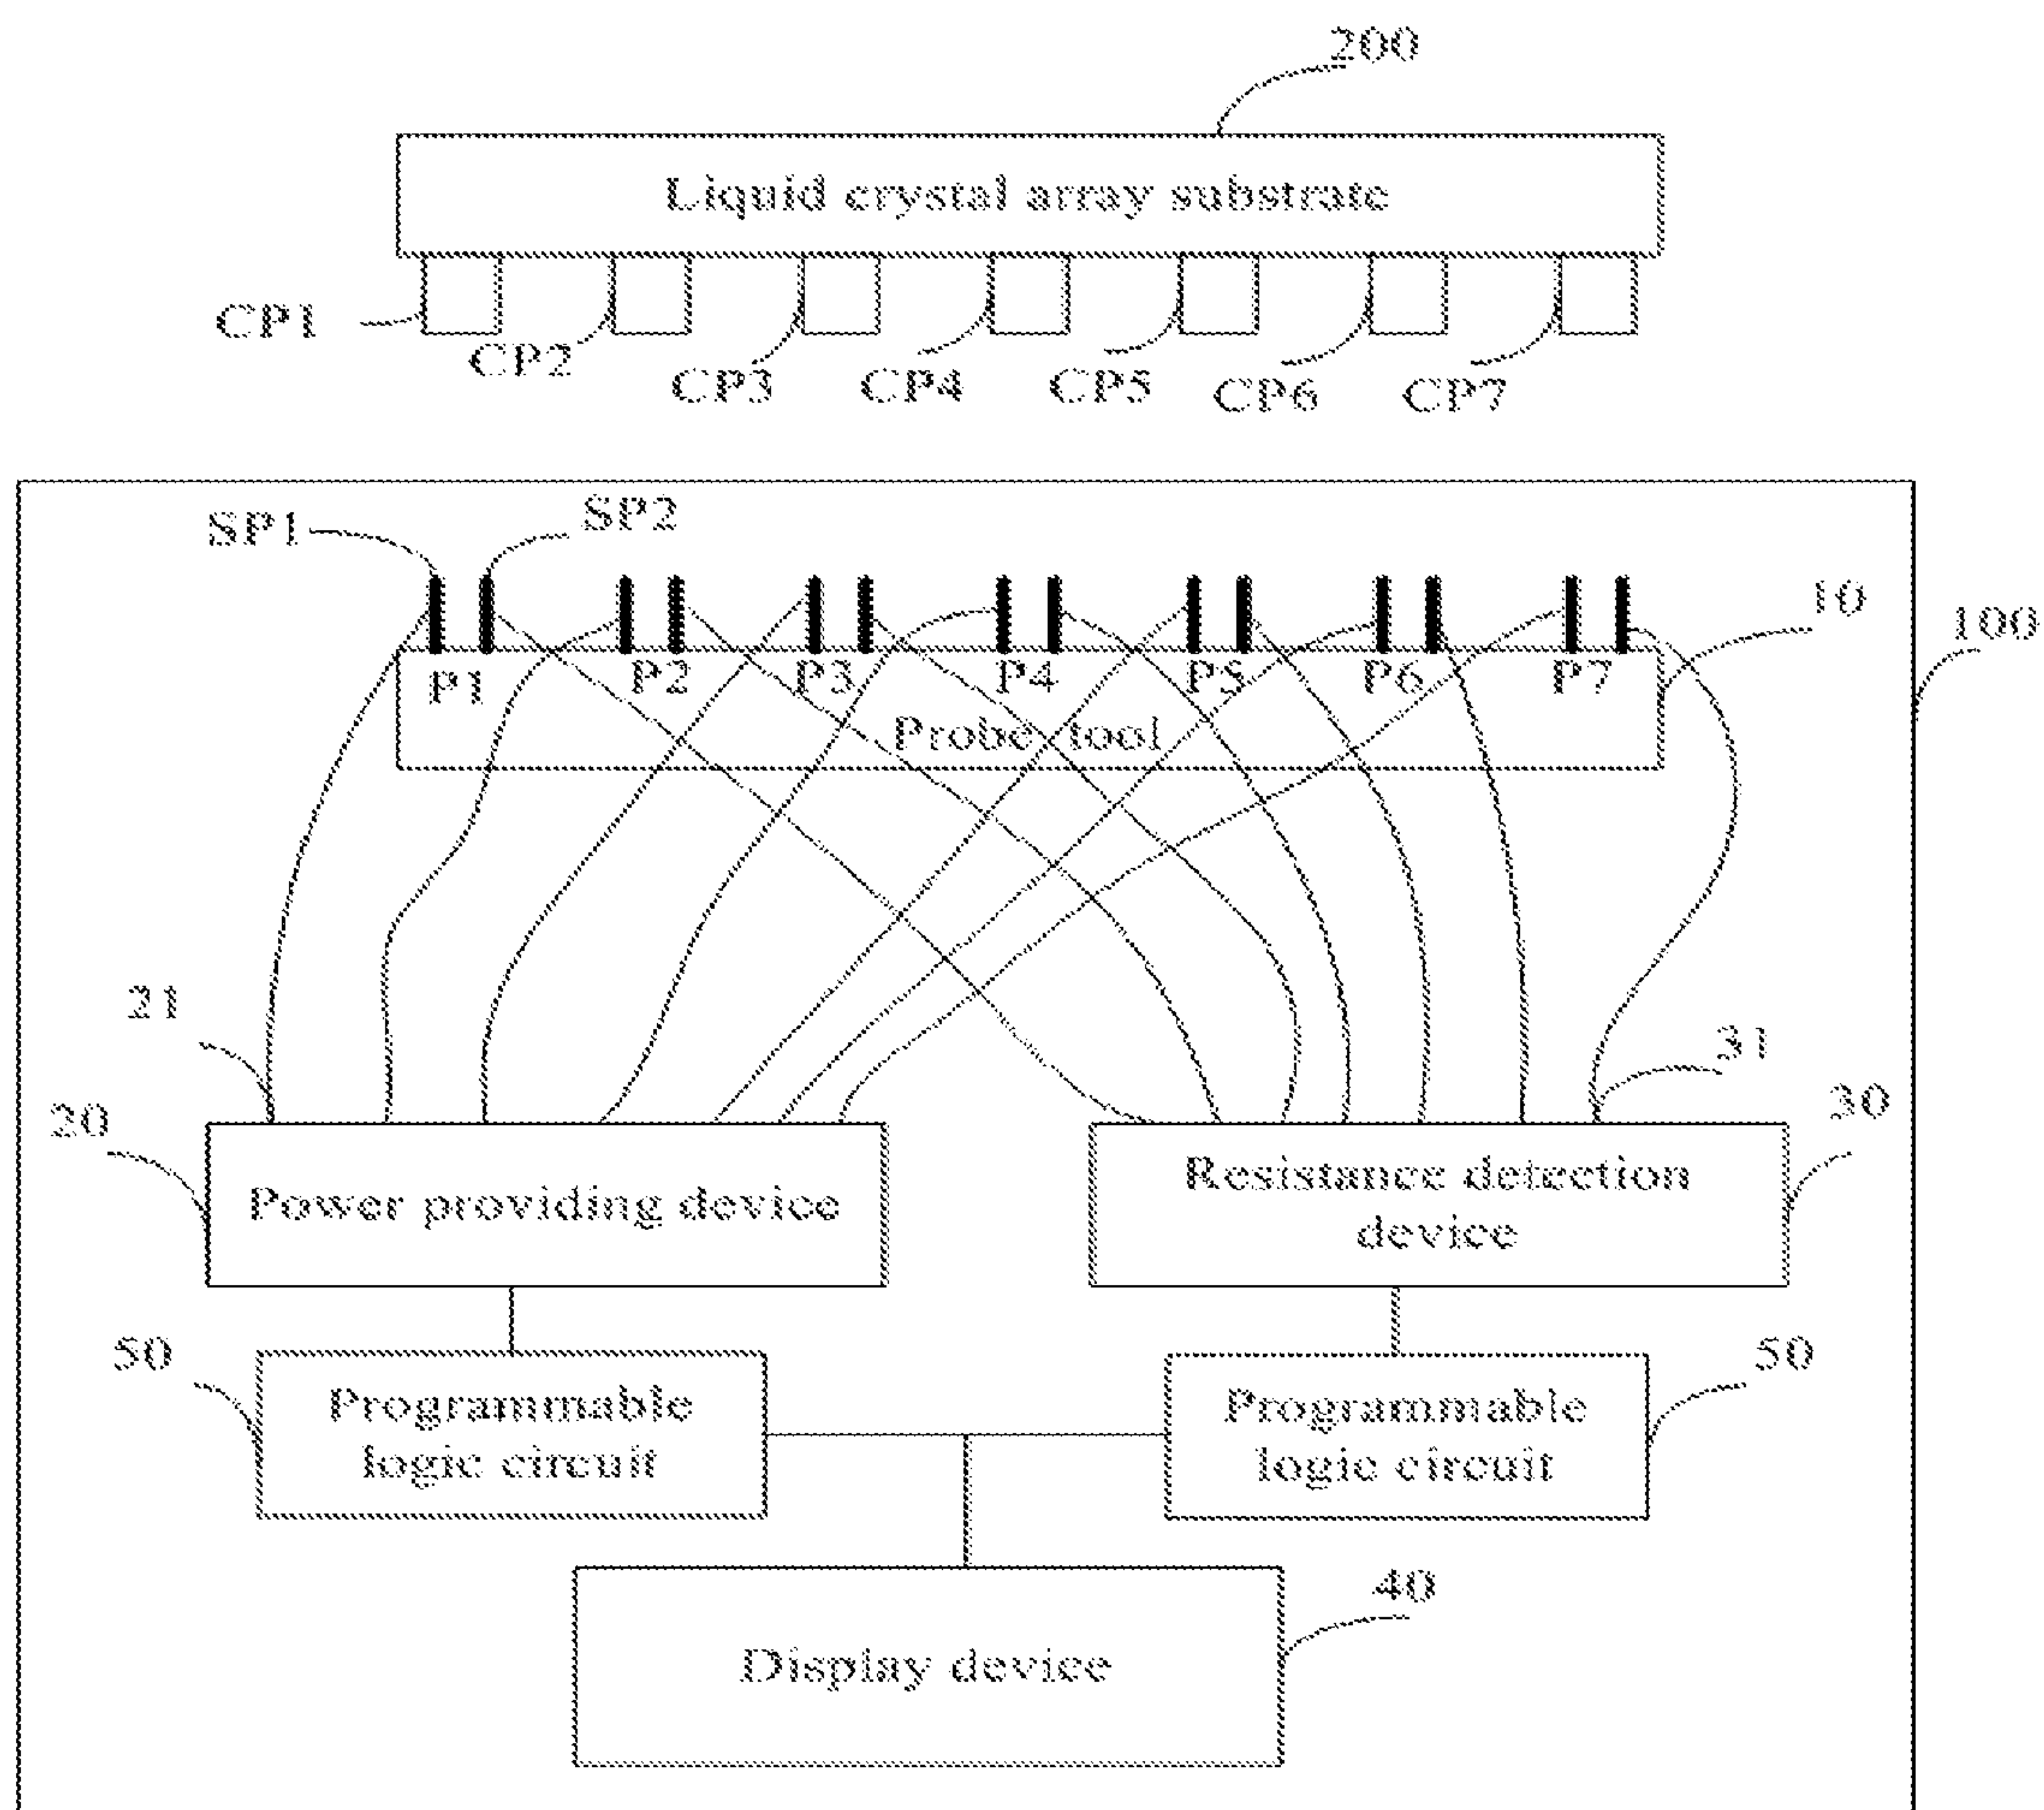 200
Liquid crystal array substrate
CP1
CP2
CP3
CP4
CP5
CP6
CP7
SP1
SP2
10
100
P1
P2
P3
P4
P5
P6
P7
Probe tool
21
31
20
30
Power providing device
Resistance detection
device
50
50
Programmable
logic circuit
Programmable
logic circuit
40
Display device